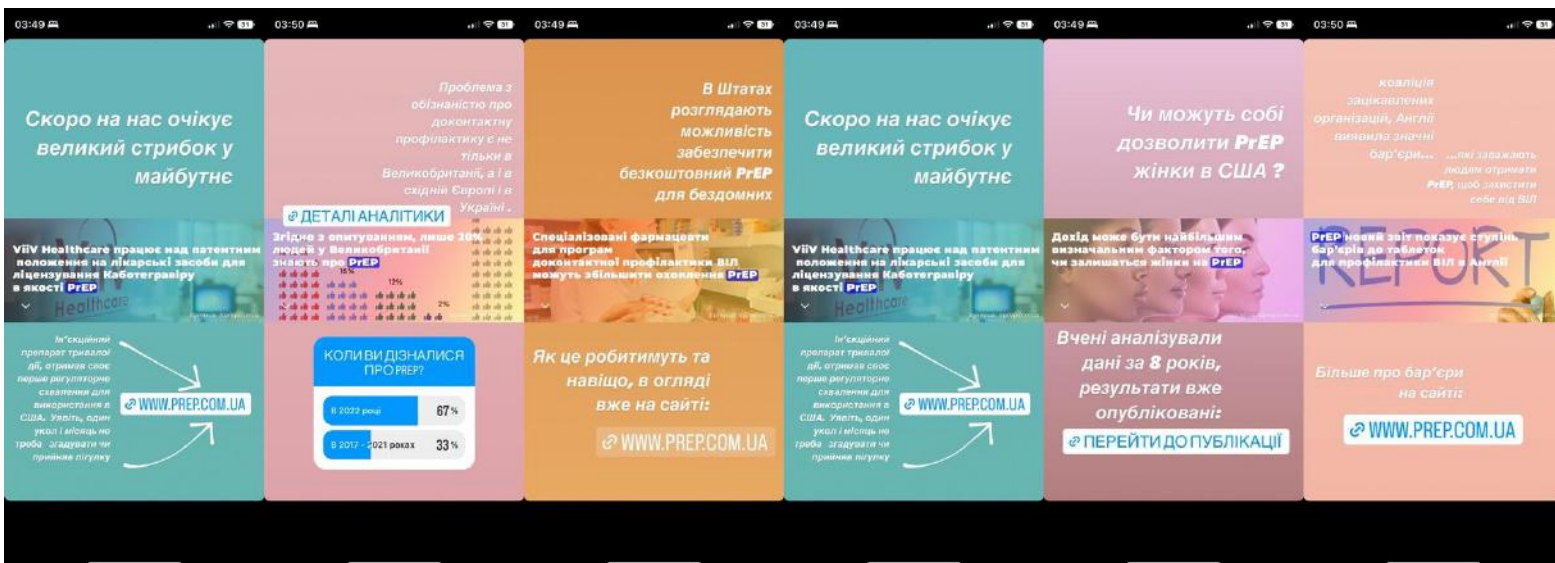 03:49
31
Скоро на нас очікує
великий стрибок у
майбутнє
ViiV Healthcare працює над патентним
положення на лікарські засоби для
ліцензування Каботегравіру
в якості PrEP
Healthcare
Ін'єкційний
препарат тривалої
дії, отримав своє
перше регуляторне
схвалення для
використання в
США. Уявіть, один
укол і місяць не
треба згадувати чи
прийняв пігулку
WWW.PREP.COM.UA
03:50
31
Проблема з
обізнаністю про
доконтактну
профілактику є не
тільки в
Великобританії, а і в
східній Європі і в
Україні .
ДЕТАЛІ АНАЛІТИКИ
Згідно з опитуванням, лише 20%
людей у Великобританії
знають про PrEP
16%
12%
2%
КОЛИ ВИ ДІЗНАЛИСЯ
ПРО PREP?
В 2022 році 67%
В 2017 - 2021 роках 33%
03:49
31
В Штатах
розглядають
можливість
забезпечити
безкоштовний PrEP
для бездомних
Спеціалізовані фармацевти
для програм
доконтактної профілактики ВІЛ
можуть збільшити охоплення PrEP
Як це робитимуть та
навіщо, в огляді
вже на сайті:
WWW.PREP.COM.UA
03:49
31
Скоро на нас очікує
великий стрибок у
майбутнє
ViiV Healthcare працює над патентним
положення на лікарські засоби для
ліцензування Каботегравіру
в якості PrEP
Healthcare
Ін'єкційний
препарат тривалої
дії, отримав своє
перше регуляторне
схвалення для
використання в
США. Уявіть, один
укол і місяць не
треба згадувати чи
прийняв пігулку
WWW.PREP.COM.UA
03:49
31
Чи можуть собі
дозволити PrEP
жінки в США ?
Дохід може бути найбільшим
визначальним фактором того,
чи залишаться жінки на PrEP
Вчені аналізували
дані за 8 років,
результати вже
опубліковані:
ПЕРЕЙТИ ДО ПУБЛІКАЦІЇ
03:50
31
коаліція
зацікавлених
організацій, Англії
виявила значні
бар'єри...
...які заважають
людям отримати
PrEP, щоб захистити
себе від ВІЛ
PrEP новий звіт показує ступінь
бар'єрів до таблеток
для профілактики ВІЛ в Англії
REPORT
Більше про бар'єри
на сайті:
WWW.PREP.COM.UA